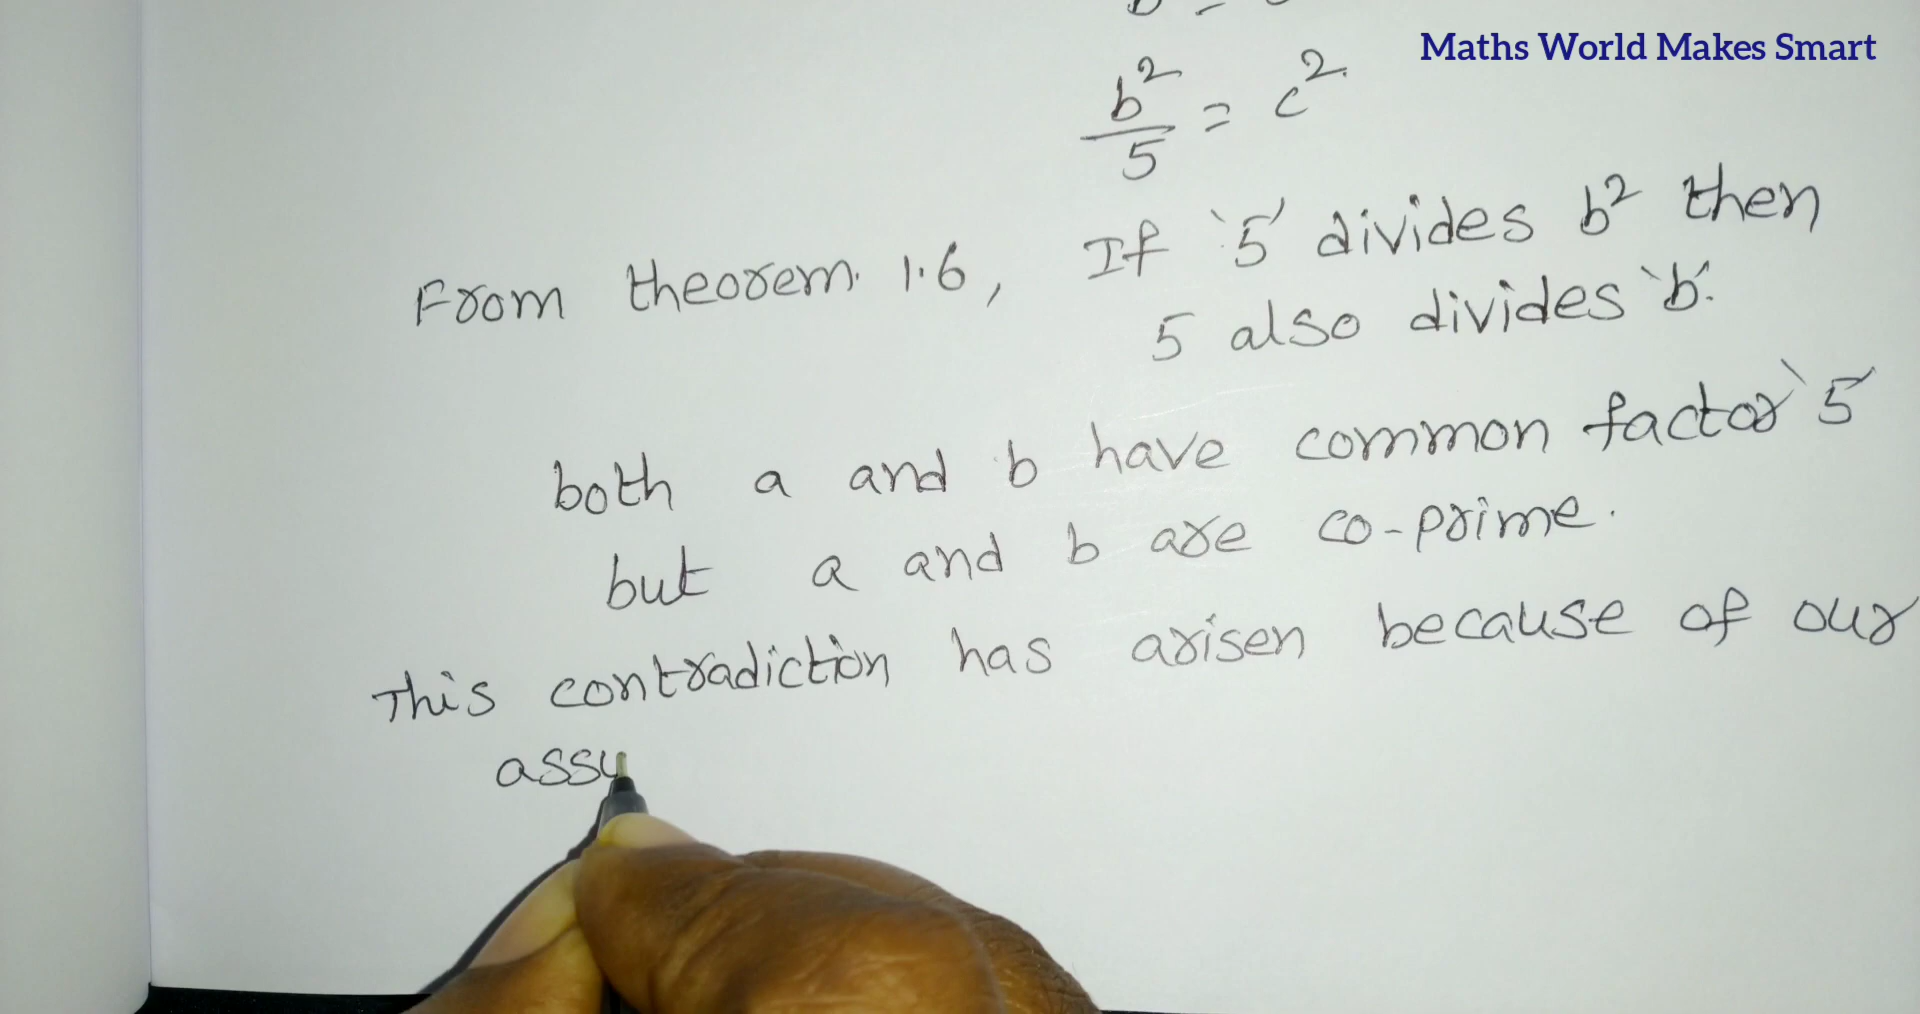 Maths World Makes Smart
b²/5 = c²
From theorem 1.6, If '5' divides b² then
5 also divides 'b'.
both a and b have common factor '5'
but a and b are co-prime.
This contradiction has arisen because of our
assu